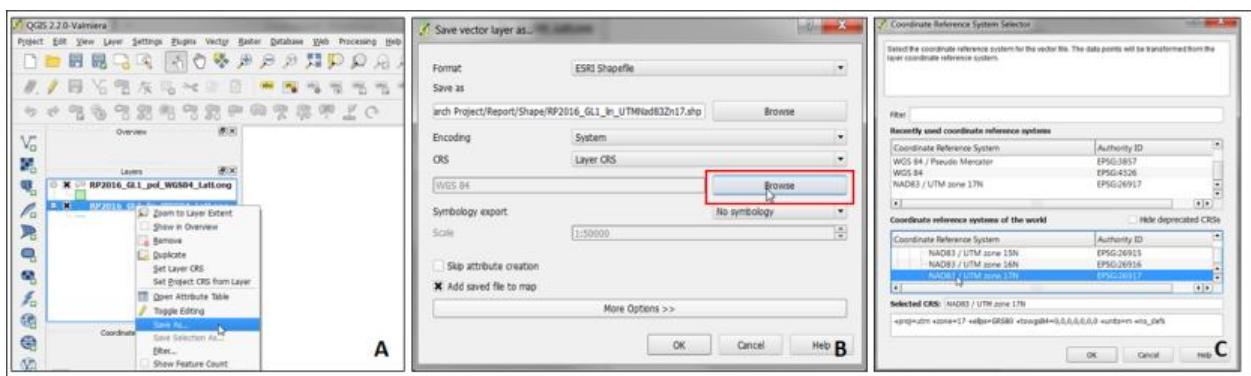 QGIS 2.2.0-Valmiera
Project Edit View Layer Settings Plugins Vector Raster Database Web Processing Help
Overview
Layers
RP2016_GL1_pol_WGS84_LatLong
Zoom to Layer Extent
Show in Overview
Remove
Duplicate
Set Layer CRS
Set Project CRS from Layer
Open Attribute Table
Toggle Editing
Save As...
Save Selection As...
Filter...
Show Feature Count
Coordinate
A
Save vector layer as...
Format
ESRI Shapefile
Save as
arch Project/Report/Shape/RP2016_GL1_ln_UTMNad83Zn17.shp
Browse
Encoding
System
CRS
Layer CRS
WGS 84
Browse
Symbology export
No symbology
Scale
1:50000
Skip attribute creation
Add saved file to map
More Options >>
OK Cancel Help
B
Coordinate Reference System Selector
Select the coordinate reference system for the vector file. The data points will be transformed from the
layer coordinate reference system.
Filter
Recently used coordinate reference systems
Coordinate Reference System Authority ID
WGS 84 / Pseudo Mercator EPSG:3857
WGS 84 EPSG:4326
NAD83 / UTM zone 17N EPSG:26917
Coordinate reference systems of the world Hide deprecated CRSs
Coordinate Reference System Authority ID
NAD83 / UTM zone 15N EPSG:26915
NAD83 / UTM zone 16N EPSG:26916
NAD83 / UTM zone 17N EPSG:26917
Selected CRS: NAD83 / UTM zone 17N
+proj=utm +zone=17 +ellps=GRS80 +towgs84=0,0,0,0,0,0,0 +units=m +no_defs
OK Cancel Help
C